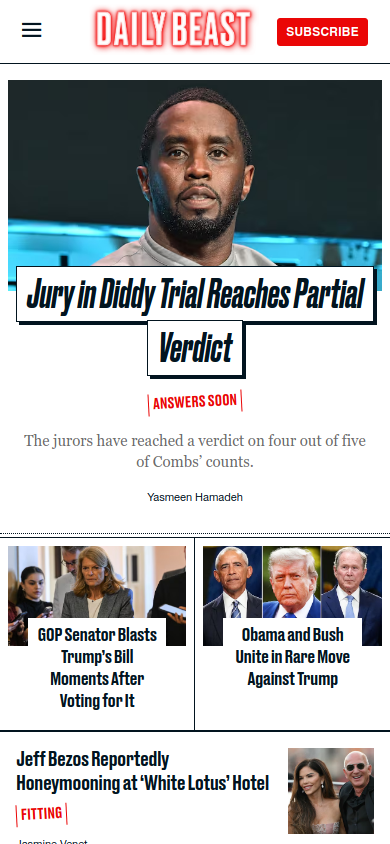 DAILY BEAST
SUBSCRIBE
Jury in Diddy Trial Reaches Partial
Verdict
ANSWERS SOON
The jurors have reached a verdict on four out of five
of Combs’ counts.
Yasmeen Hamadeh
GOP Senator Blasts
Trump’s Bill
Moments After
Voting for It
Obama and Bush
Unite in Rare Move
Against Trump
Jeff Bezos Reportedly
Honeymooning at ‘White Lotus’ Hotel
FITTING
Jasmine Venet